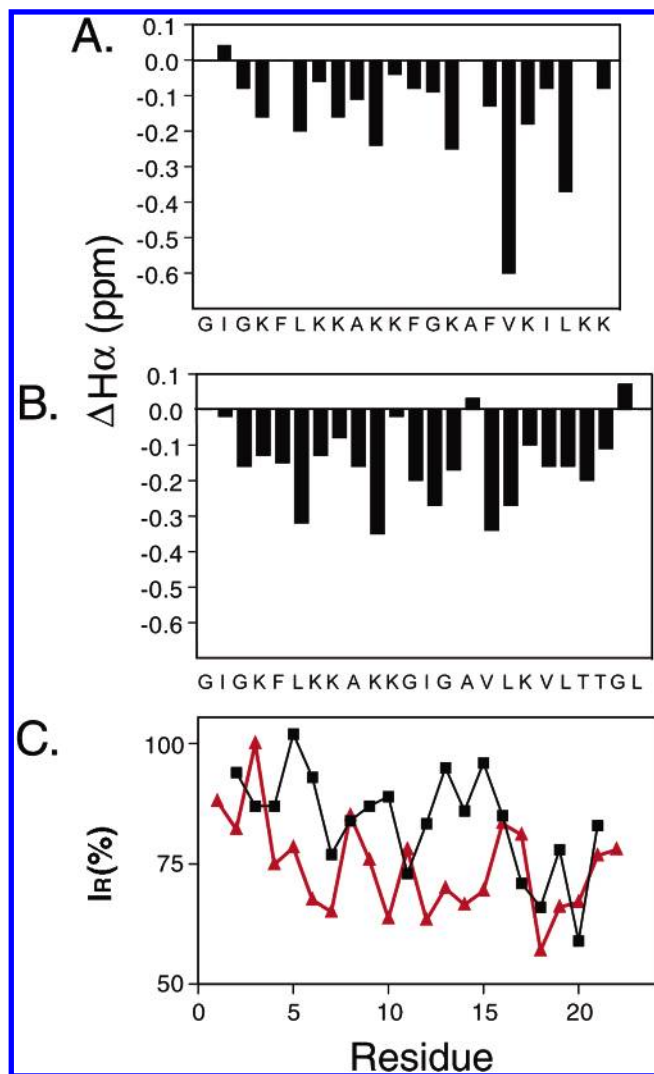 A.
0.1
0.0
-0.1
-0.2
-0.3
-0.4
-0.5
-0.6
G I G K F L K K A K K F G K A F V K I L K K
ΔHα (ppm)
B.
0.1
0.0
-0.1
-0.2
-0.3
-0.4
-0.5
-0.6
G I G K F L K K A K K G I G A V L K V L T T G L
C.
100
75
50
IR(%)
0 5 10 15 20
Residue